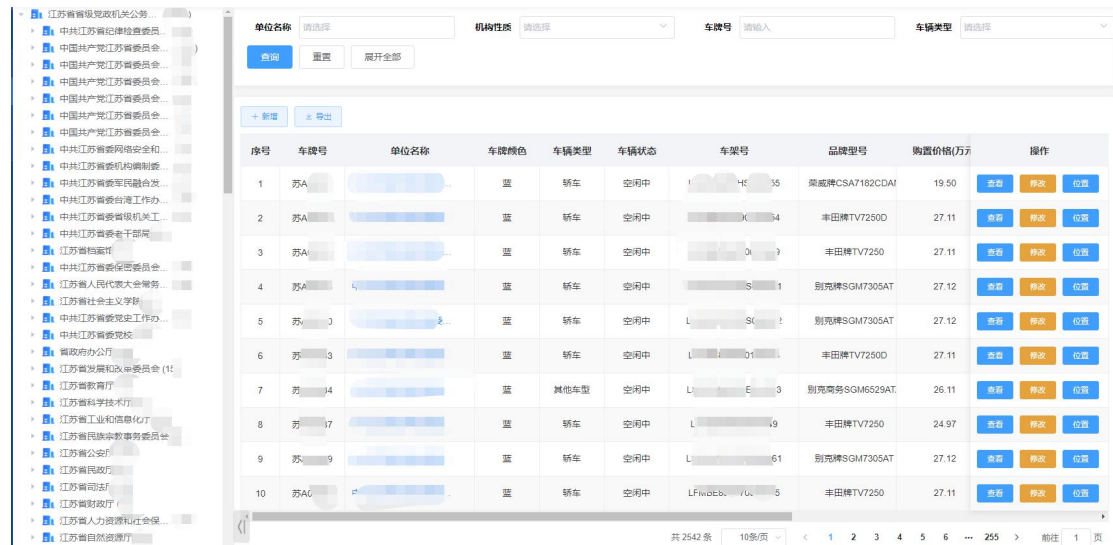 江苏省省级党政机关公务...
中共江苏省纪律检查委员...
中国共产党江苏省委员会...
中国共产党江苏省委员会...
中国共产党江苏省委员会...
中国共产党江苏省委员会...
中国共产党江苏省委员会...
中共江苏省委网络安全和...
中共江苏省委机构编制委...
中共江苏省委军民融合发...
中共江苏省委台湾工作办...
中共江苏省委省级机关工...
中共江苏省委老干部局
江苏省档案馆
中共江苏省委保密委员会...
江苏省人民代表大会常务...
江苏省社会主义学院
中共江苏省委党史工作办...
中共江苏省委党校
省政府办公厅
江苏省发展和改革委员会 (15
江苏省教育厅
江苏省科学技术厅
江苏省工业和信息化厅
江苏省民族宗教事务委员会
江苏省公安厅
江苏省民政厅
江苏省司法厅
江苏省财政厅
江苏省人力资源和社会保...
江苏省自然资源厅
单位名称 请选择 机构性质 请选择 车牌号 请输入 车辆类型 请选择
查询 重置 展开全部
+ 新增 导出
序号 车牌号 单位名称 车牌颜色 车辆类型 车辆状态 车架号 品牌型号 购置价格(万元 操作
1 苏A 蓝 轿车 空闲中 55 荣威牌CSA7182CDA 19.50 查看 修改 位置
2 苏A 蓝 轿车 空闲中 54 丰田牌TV7250D 27.11 查看 修改 位置
3 苏A 蓝 轿车 空闲中 丰田牌TV7250 27.11 查看 修改 位置
4 苏A 蓝 轿车 空闲中 1 别克牌SGM7305AT 27.12 查看 修改 位置
5 苏 0 蓝 轿车 空闲中 别克牌SGM7305AT 27.12 查看 修改 位置
6 苏 3 蓝 轿车 空闲中 丰田牌TV7250D 27.11 查看 修改 位置
7 苏 4 蓝 其他车型 空闲中 3 别克商务SGM6529AT 26.11 查看 修改 位置
8 苏 37 蓝 轿车 空闲中 9 24.97 查看 修改 位置
9 苏 9 蓝 轿车 空闲中 61 别克牌SGM7305AT 27.12 查看 修改 位置
10 苏A0 蓝 轿车 空闲中 5 丰田牌TV7250 27.11 查看 修改 位置
共 2542 条 10条/页 < 1 2 3 4 5 6 ... 255 > 前往 1 页